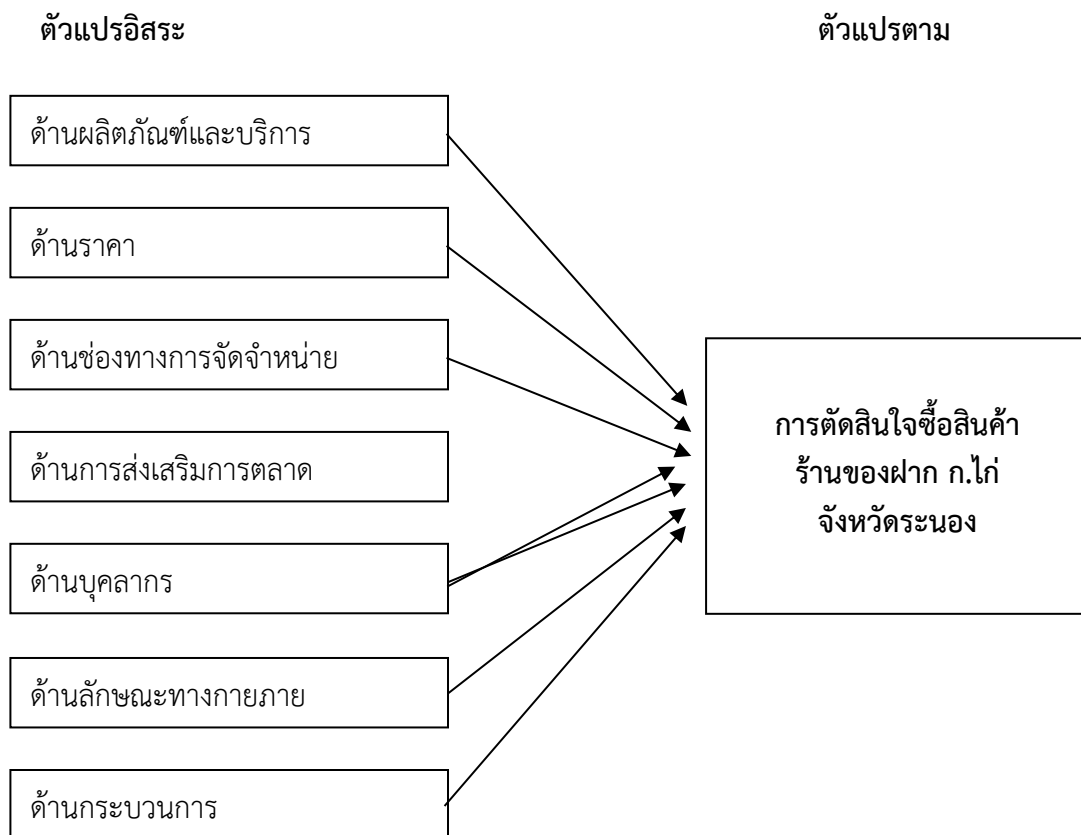 ตัวแปรอิสระ
ตัวแปรตาม
ด้านผลิตภัณฑ์และบริการ
ด้านราคา
ด้านช่องทางการจัดจำหน่าย
ด้านการส่งเสริมการตลาด
ด้านบุคลากร
ด้านลักษณะทางกายภาย
ด้านกระบวนการ
การตัดสินใจซื้อสินค้า
ร้านของฝาก ก.ไก่
จังหวัดระนอง